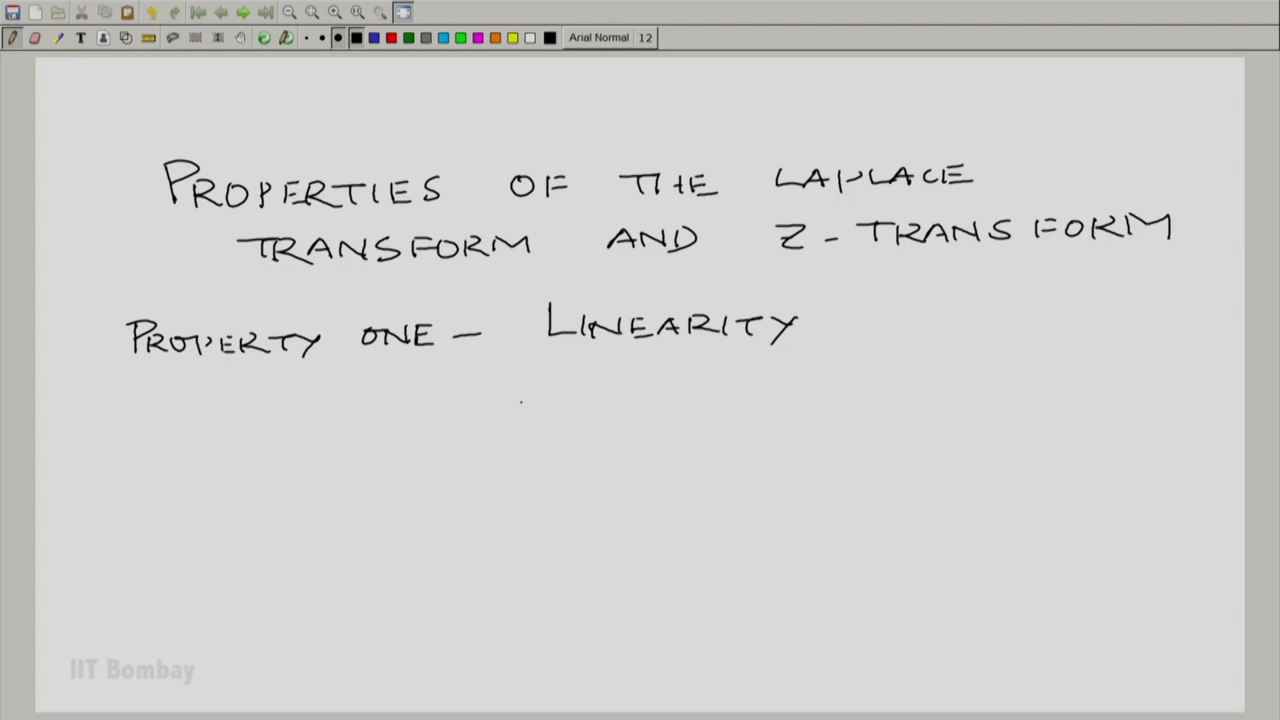 Arial Normal 12
PROPERTIES OF THE LAPLACE
TRANSFORM AND Z-TRANSFORM
PROPERTY ONE - LINEARITY
IIT Bombay